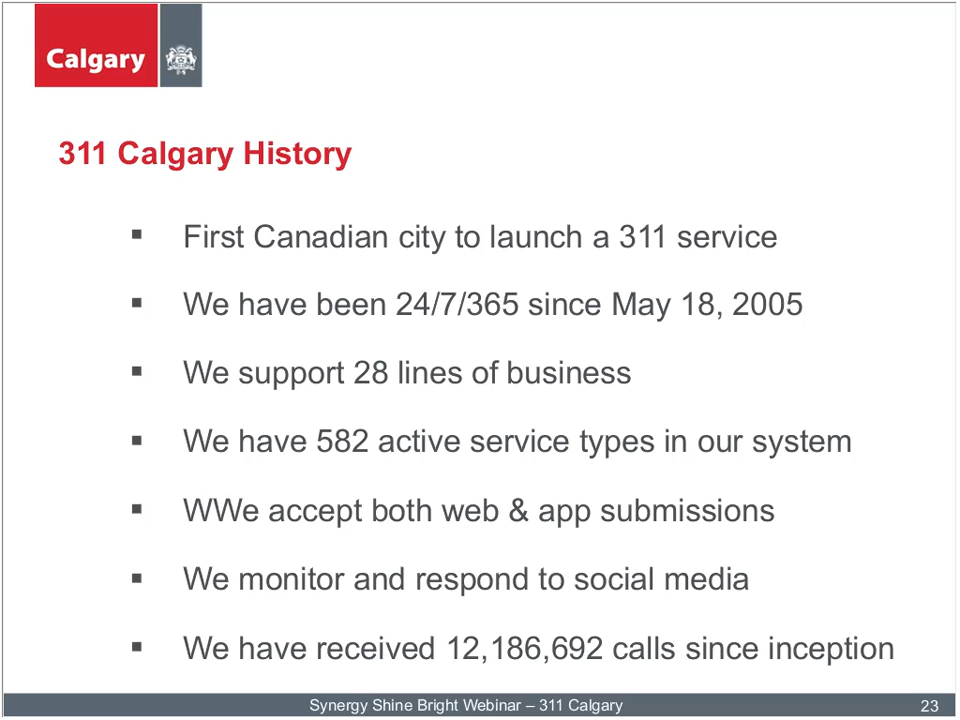 Calgary
311 Calgary History
▪ First Canadian city to launch a 311 service
▪ We have been 24/7/365 since May 18, 2005
▪ We support 28 lines of business
▪ We have 582 active service types in our system
▪ WWe accept both web & app submissions
▪ We monitor and respond to social media
▪ We have received 12,186,692 calls since inception
Synergy Shine Bright Webinar – 311 Calgary 23